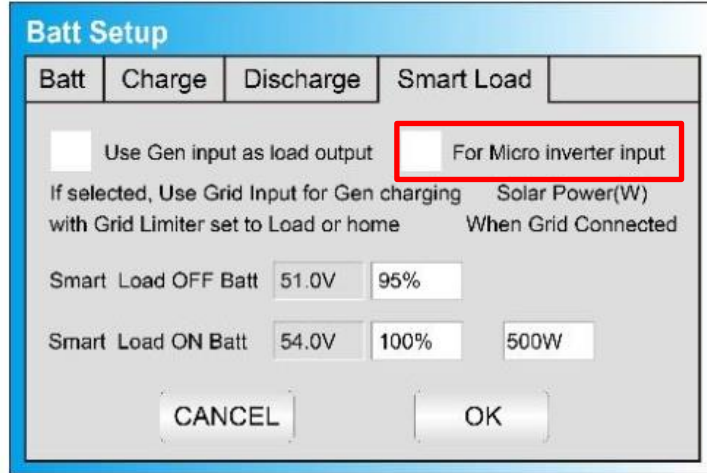 Batt Setup
Batt Charge Discharge Smart Load
Use Gen input as load output For Micro inverter input
If selected, Use Grid Input for Gen charging Solar Power(W)
with Grid Limiter set to Load or home When Grid Connected
Smart Load OFF Batt 51.0V 95%
Smart Load ON Batt 54.0V 100% 500W
CANCEL OK